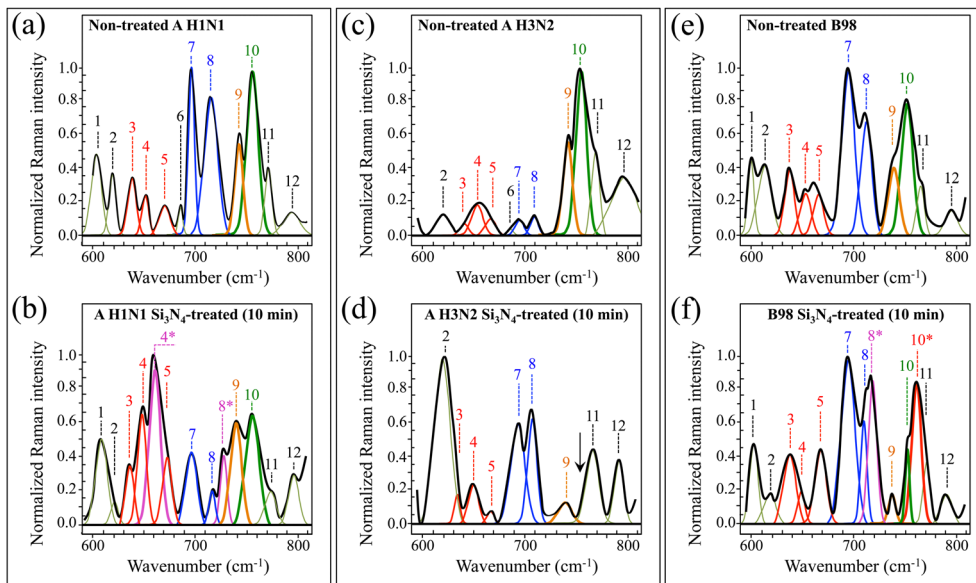 (a) Non-treated A H1N1
Normalized Raman intensity
1.0
0.8
0.6
0.4
0.2
0.0
1 2 3 4 5 6 7 8 9 10 11 12
600 700 800
Wavenumber (cm⁻¹)
(b) A H1N1 Si₃N₄-treated (10 min)
Normalized Raman intensity
1.0
0.8
0.6
0.4
0.2
0.0
1 2 3 4 4* 5 7 8 8* 9 10 11 12
600 700 800
Wavenumber (cm⁻¹)
(c) Non-treated A H3N2
Normalized Raman intensity
1.0
0.8
0.6
0.4
0.2
0.0
2 3 4 5 6 7 8 9 10 11 12
600 700 800
Wavenumber (cm⁻¹)
(d) A H3N2 Si₃N₄-treated (10 min)
Normalized Raman intensity
1.0
0.8
0.6
0.4
0.2
0.0
2 3 4 5 7 8 9 11 12
600 700 800
Wavenumber (cm⁻¹)
(e) Non-treated B98
Normalized Raman intensity
1.0
0.8
0.6
0.4
0.2
0.0
1 2 3 4 5 7 8 9 10 11 12
600 700 800
Wavenumber (cm⁻¹)
(f) B98 Si₃N₄-treated (10 min)
Normalized Raman intensity
1.0
0.8
0.6
0.4
0.2
0.0
1 2 3 4 5 7 8 8* 9 10 10* 11 12
600 700 800
Wavenumber (cm⁻¹)